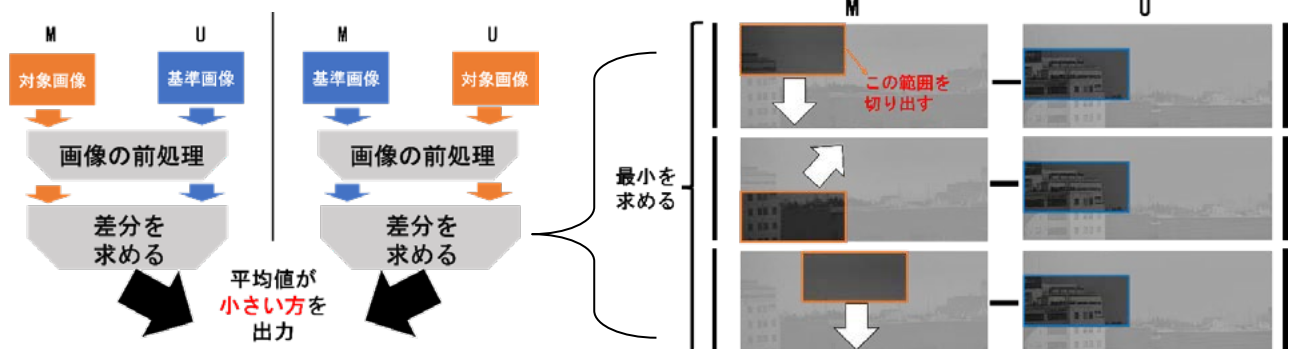 M
U
M
U
対象画像
基準画像
基準画像
対象画像
画像の前処理
画像の前処理
差分を
求める
差分を
求める
平均値が
小さい方を
出力
最小を
求める
M
U
この範囲を
切り出す